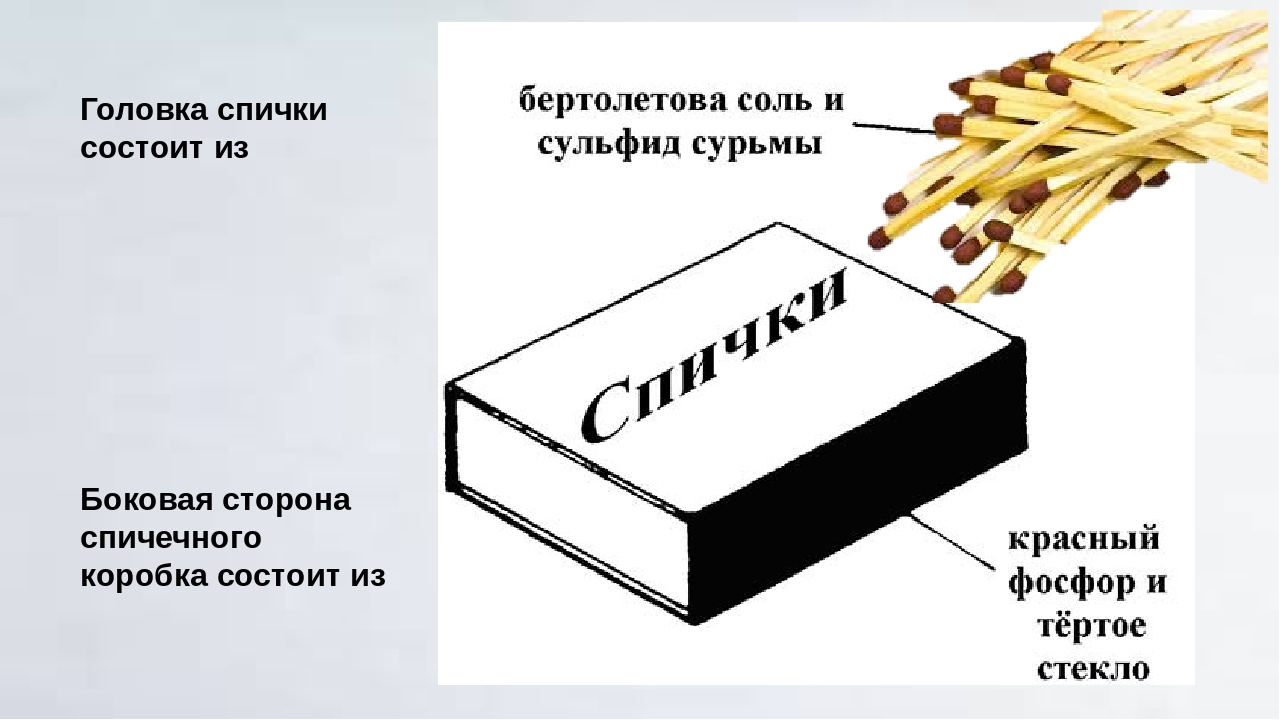 Головка спички
состоит из
бертолетова соль и
сульфид сурьмы
Спички
Боковая сторона
спичечного
коробка состоит из
красный
фосфор и
тёртое
стекло